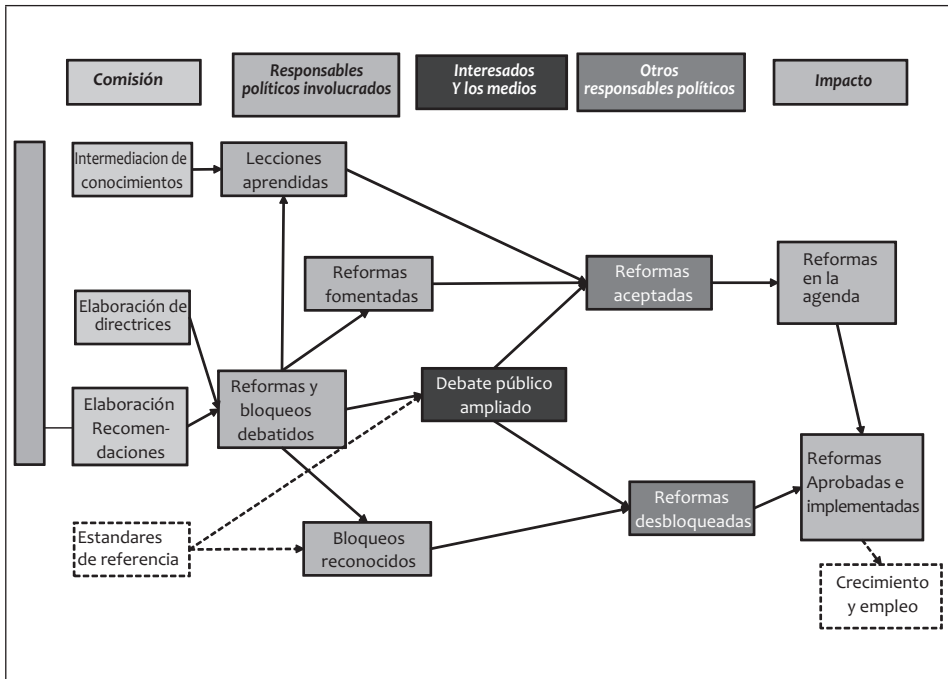 Comisión
Responsables
políticos involucrados
Interesados
Y los medios
Otros
responsables políticos
Impacto
Intermediacion de
conocimientos
Lecciones
aprendidas
Reformas
fomentadas
Reformas
aceptadas
Reformas
en la
agenda
Elaboración de
directrices
Elaboración
Recomen-
daciones
Reformas y
bloqueos
debatidos
Debate público
ampliado
Reformas
Aprobadas e
implementadas
Reformas
desbloqueadas
Estandares
de referencia
Bloqueos
reconocidos
Crecimiento
y empleo